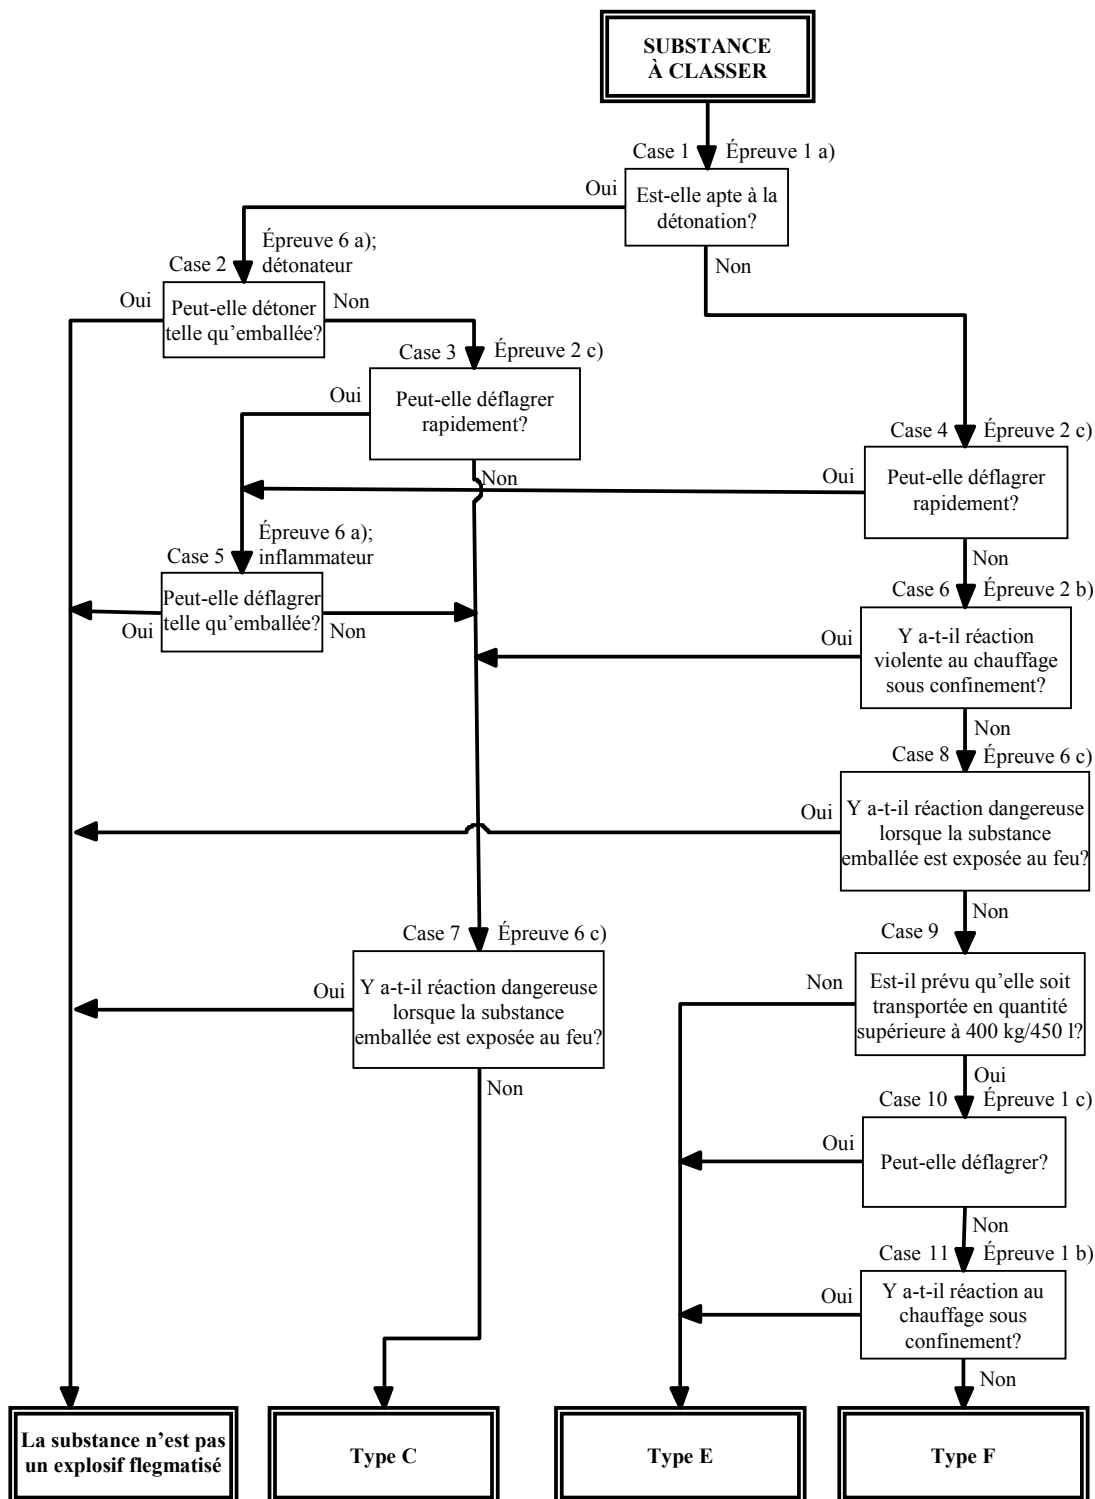 SUBSTANCE
À CLASSER
Case 1
Épreuve 1 a)
Oui
Est-elle apte à la
détonation?
Non
Épreuve 6 a);
détonateur
Case 2
Oui
Peut-elle détoner
telle qu'emballée?
Non
Case 3
Épreuve 2 c)
Oui
Peut-elle déflagrer
rapidement?
Non
Case 4
Épreuve 2 c)
Oui
Peut-elle déflagrer
rapidement?
Non
Épreuve 6 a);
inflammateur
Case 5
Peut-elle déflagrer
telle qu'emballée?
Oui
Non
Case 6
Épreuve 2 b)
Oui
Y a-t-il réaction
violente au chauffage
sous confinement?
Non
Case 8
Épreuve 6 c)
Oui
Y a-t-il réaction dangereuse
lorsque la substance
emballée est exposée au feu?
Non
Case 7
Épreuve 6 c)
Oui
Y a-t-il réaction dangereuse
lorsque la substance
emballée est exposée au feu?
Non
Case 9
Non
Est-il prévu qu'elle soit
transportée en quantité
supérieure à 400 kg/450 l?
Oui
Case 10
Épreuve 1 c)
Oui
Peut-elle déflagrer?
Non
Case 11
Épreuve 1 b)
Oui
Y a-t-il réaction au
chauffage sous
confinement?
Non
La substance n'est pas
un explosif flegmatisé
Type C
Type E
Type F